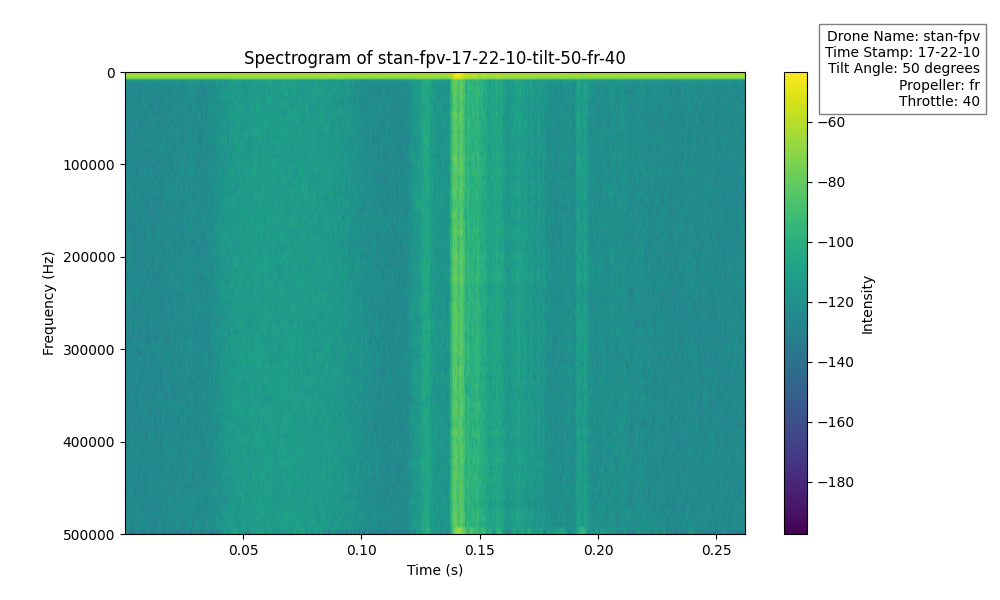 Drone Name: stan-fpv
Time Stamp: 17-22-10
Tilt Angle: 50 degrees
Propeller: fr
Throttle: 40
Spectrogram of stan-fpv-17-22-10-tilt-50-fr-40
0
100000
200000
300000
400000
500000
Frequency (Hz)
0.05
0.10
0.15
0.20
0.25
Time (s)
−60
−80
−100
−120
−140
−160
−180
Intensity